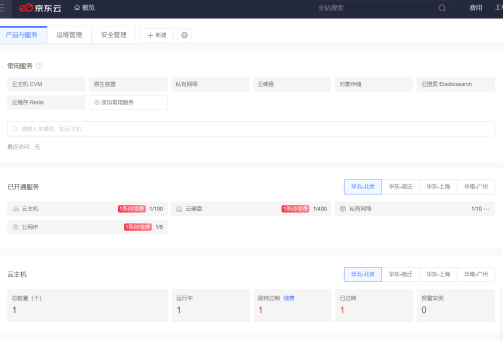 京东云 概览 全站搜索 费用 工
产品与服务 运维管理 安全管理 + 新建
常用服务
云主机 CVM 原生容器 私有网络 云硬盘 对象存储 云搜索 Elasticsearch
云缓存 Redis 添加常用服务
请输入关键词，如云主机
最近访问：无
已开通服务 华北-北京 华东-宿迁 华东-上海 华南-广州
云主机 1条待续费 1/100 云硬盘 1条待续费 1/400 私有网络 1/10 ···
公网IP 1条待续费 1/5
云主机 华北-北京 华东-宿迁 华东-上海 华南-广州
总数量（个） 运行中 即将过期 续费 已过期 报警实例
1 1 1 1 0